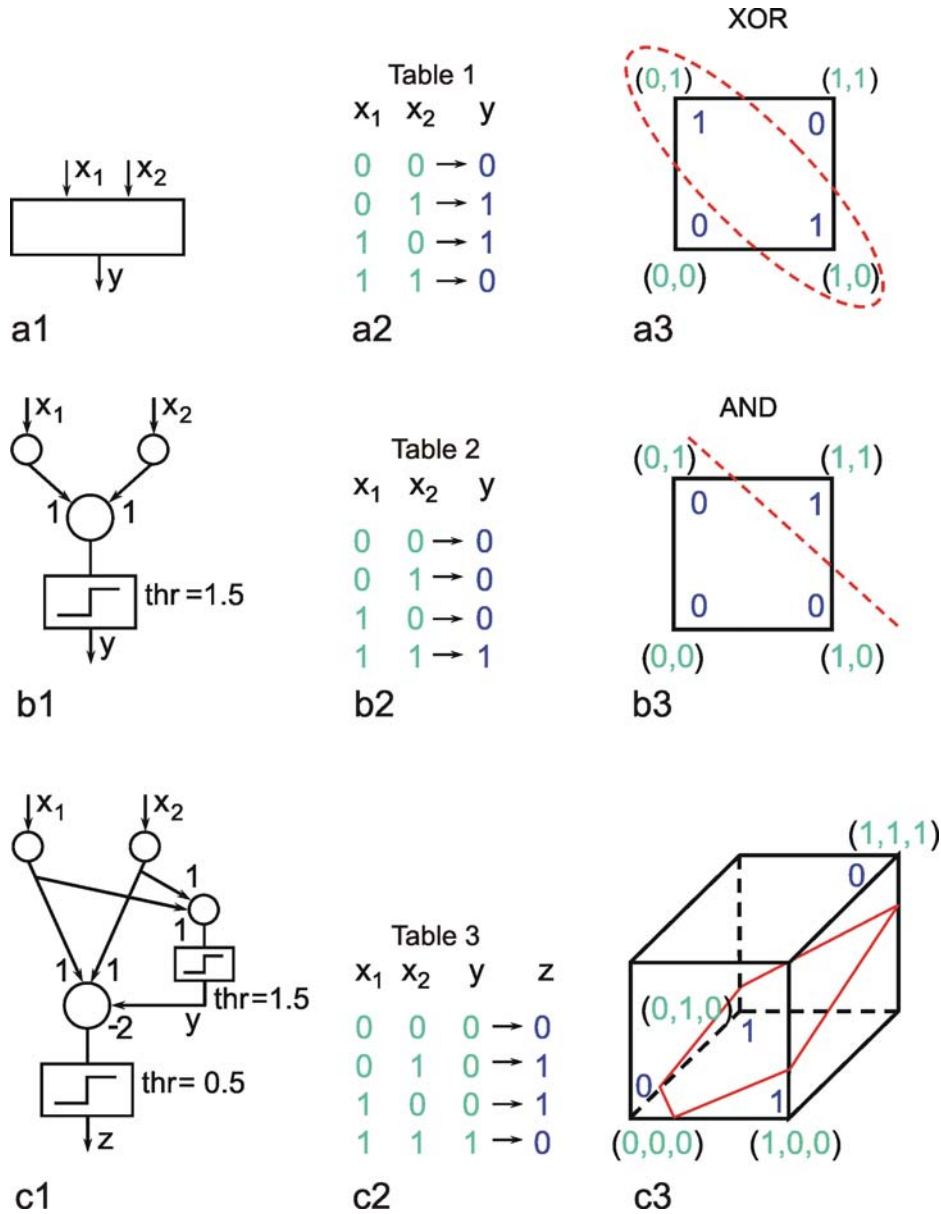 x1 x2
y
a1
Table 1
x1 x2 y
0 0 → 0
0 1 → 1
1 0 → 1
1 1 → 0
a2
XOR
(0,1) (1,1)
1 0
0 1
(0,0) (1,0)
a3
x1 x2
1 1
thr=1.5
y
b1
Table 2
x1 x2 y
0 0 → 0
0 1 → 0
1 0 → 0
1 1 → 1
b2
AND
(0,1) (1,1)
0 1
0 0
(0,0) (1,0)
b3
x1 x2
1
1
1 1
thr=1.5
-2 y
thr= 0.5
z
c1
Table 3
x1 x2 y z
0 0 0 → 0
0 1 0 → 1
1 0 0 → 1
1 1 1 → 0
c2
(1,1,1)
0
(0,1,0)
1
0 1
(0,0,0) (1,0,0)
c3